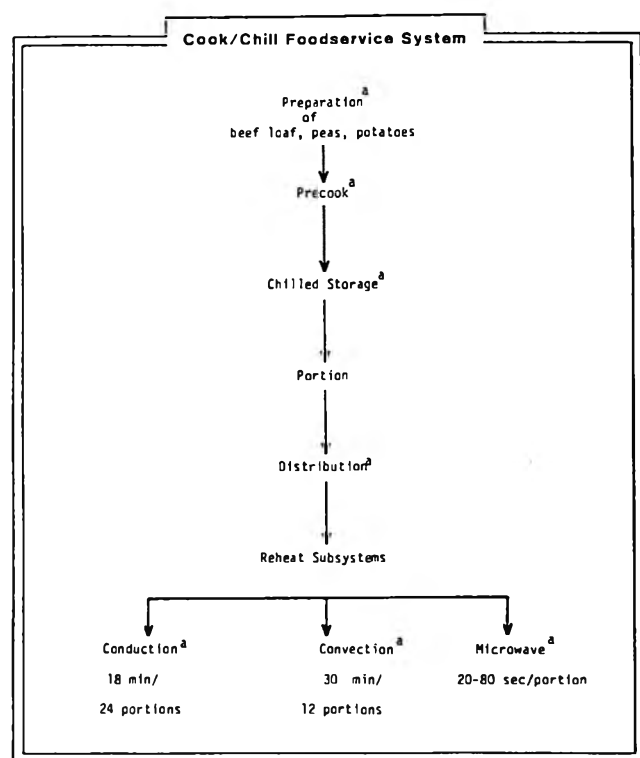 Cook/Chill Foodservice System
Preparation a
of
beef loaf, peas, potatoes
Precook a
Chilled Storage a
Portion
Distribution a
Reheat Subsystems
Conduction a Convection a Microwave a
18 min/ 30 min/ 20-80 sec/portion
24 portions 12 portions